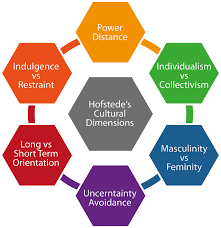 Power
Distance
Individualism
vs
Collectivism
Masculinity
vs
Feminity
Uncerntainty
Avoidance
Long vs
Short Term
Orientation
Indulgence
vs
Restraint
Hofstede's
Cultural
Dimensions